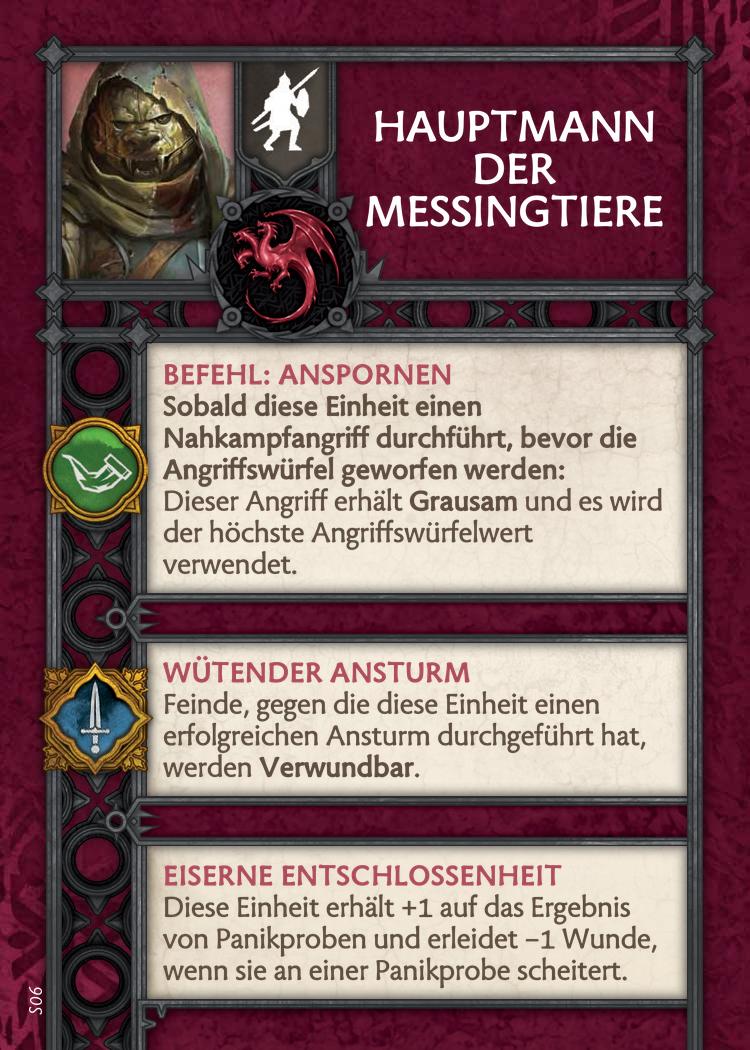 HAUPTMANN
DER
MESSINGTIERE
BEFEHL: ANSPORNEN
Sobald diese Einheit einen
Nahkampfangriff durchführt, bevor die
Angriffswürfel geworfen werden:
Dieser Angriff erhält Grausam und es wird
der höchste Angriffswürfelwert
verwendet.
WÜTENDER ANSTURM
Feinde, gegen die diese Einheit einen
erfolgreichen Ansturm durchgeführt hat,
werden Verwundbar.
EISERNE ENTSCHLOSSENHEIT
Diese Einheit erhält +1 auf das Ergebnis
von Panikproben und erleidet –1 Wunde,
wenn sie an einer Panikprobe scheitert.
S06